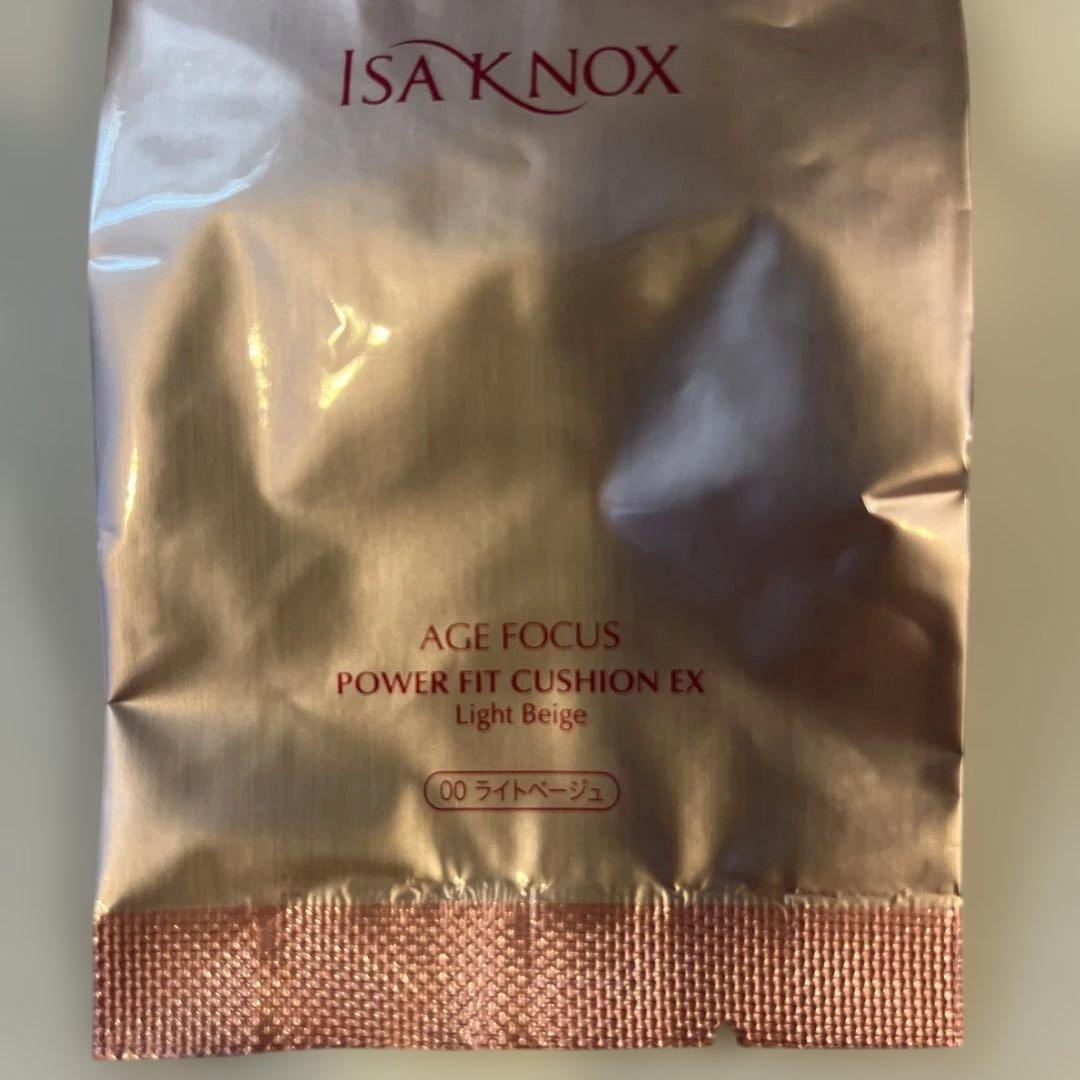 ISA KNOX
AGE FOCUS
POWER FIT CUSHION EX
Light Beige
00 ライトベージュ